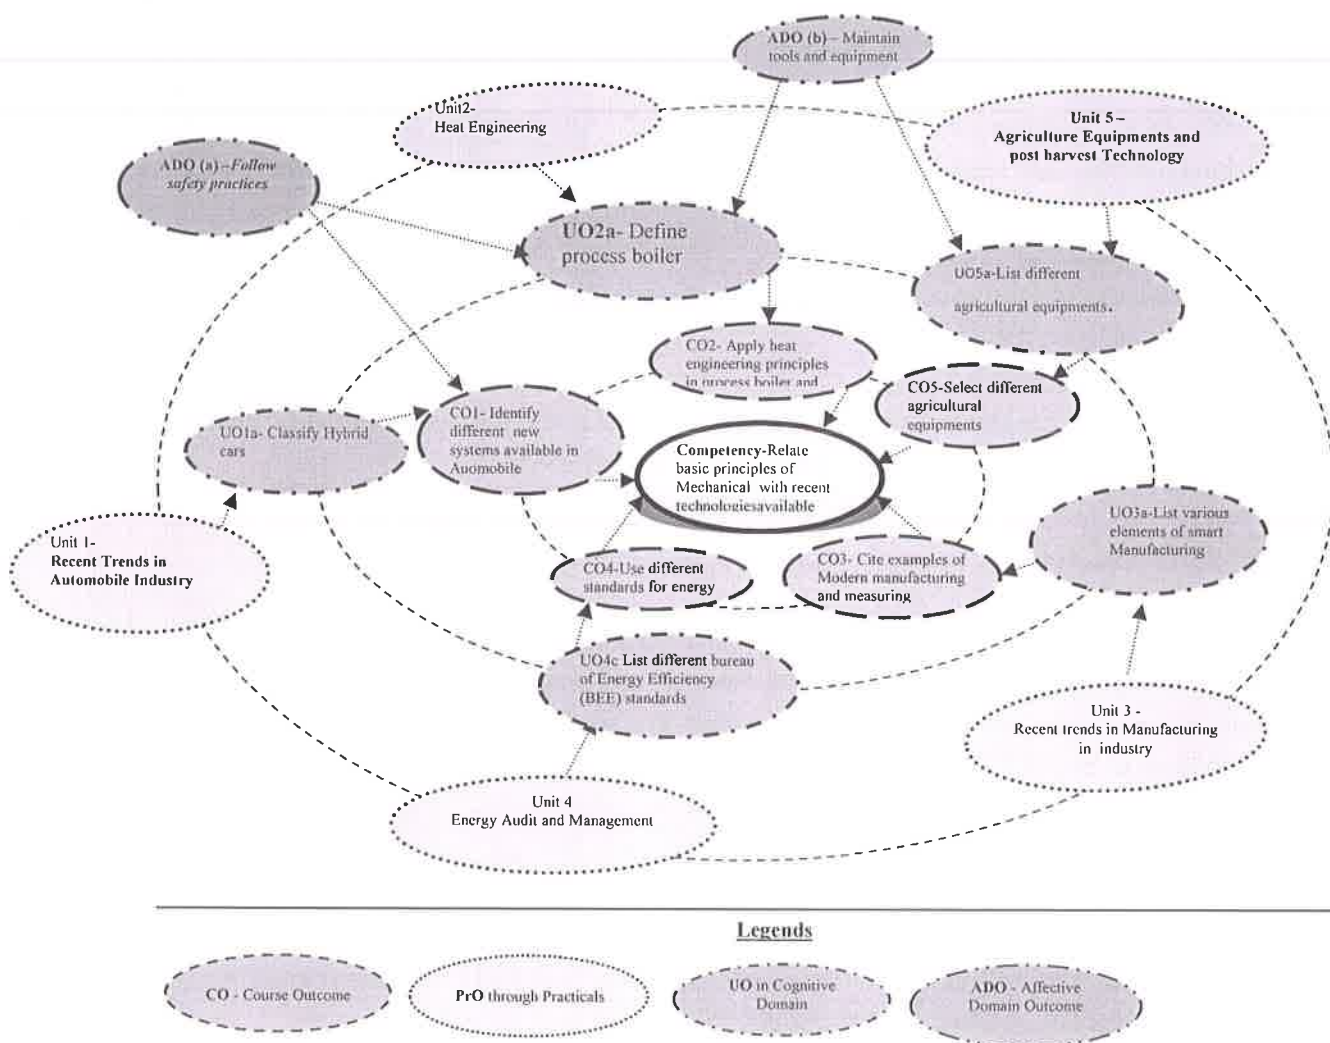 ADO (b) – Maintain
tools and equipment
Unit2-
Heat Engineering
Unit 5–
Agriculture Equipments and
post harvest Technology
ADO (a) –Follow
safety practices
UO2a- Define
process boiler
UO5a-List different
agricultural equipments.
CO2- Apply heat
engineering principles
in process boiler and
CO5-Select different
agricultural
equipments
CO1- Identify
different new
systems available in
Auomobile
UO1a- Classify Hybrid
cars
Competency-Relate
basic principles of
Mechanical with recent
technologiesavailable
UO3a-List various
elements of smart
Manufacturing
Unit 1-
Recent Trends in
Automobile Industry
CO4-Use different
standards for energy
CO3- Cite examples of
Modern manufacturing
and measuring
UO4c List different bureau
of Energy Efficiency
(BEE) standards
Unit 3 -
Recent trends in Manufacturing
in industry
Unit 4
Energy Audit and Management
Legends
CO - Course Outcome
PrO through Practicals
UO in Cognitive
Domain
ADO - Affective
Domain Outcome